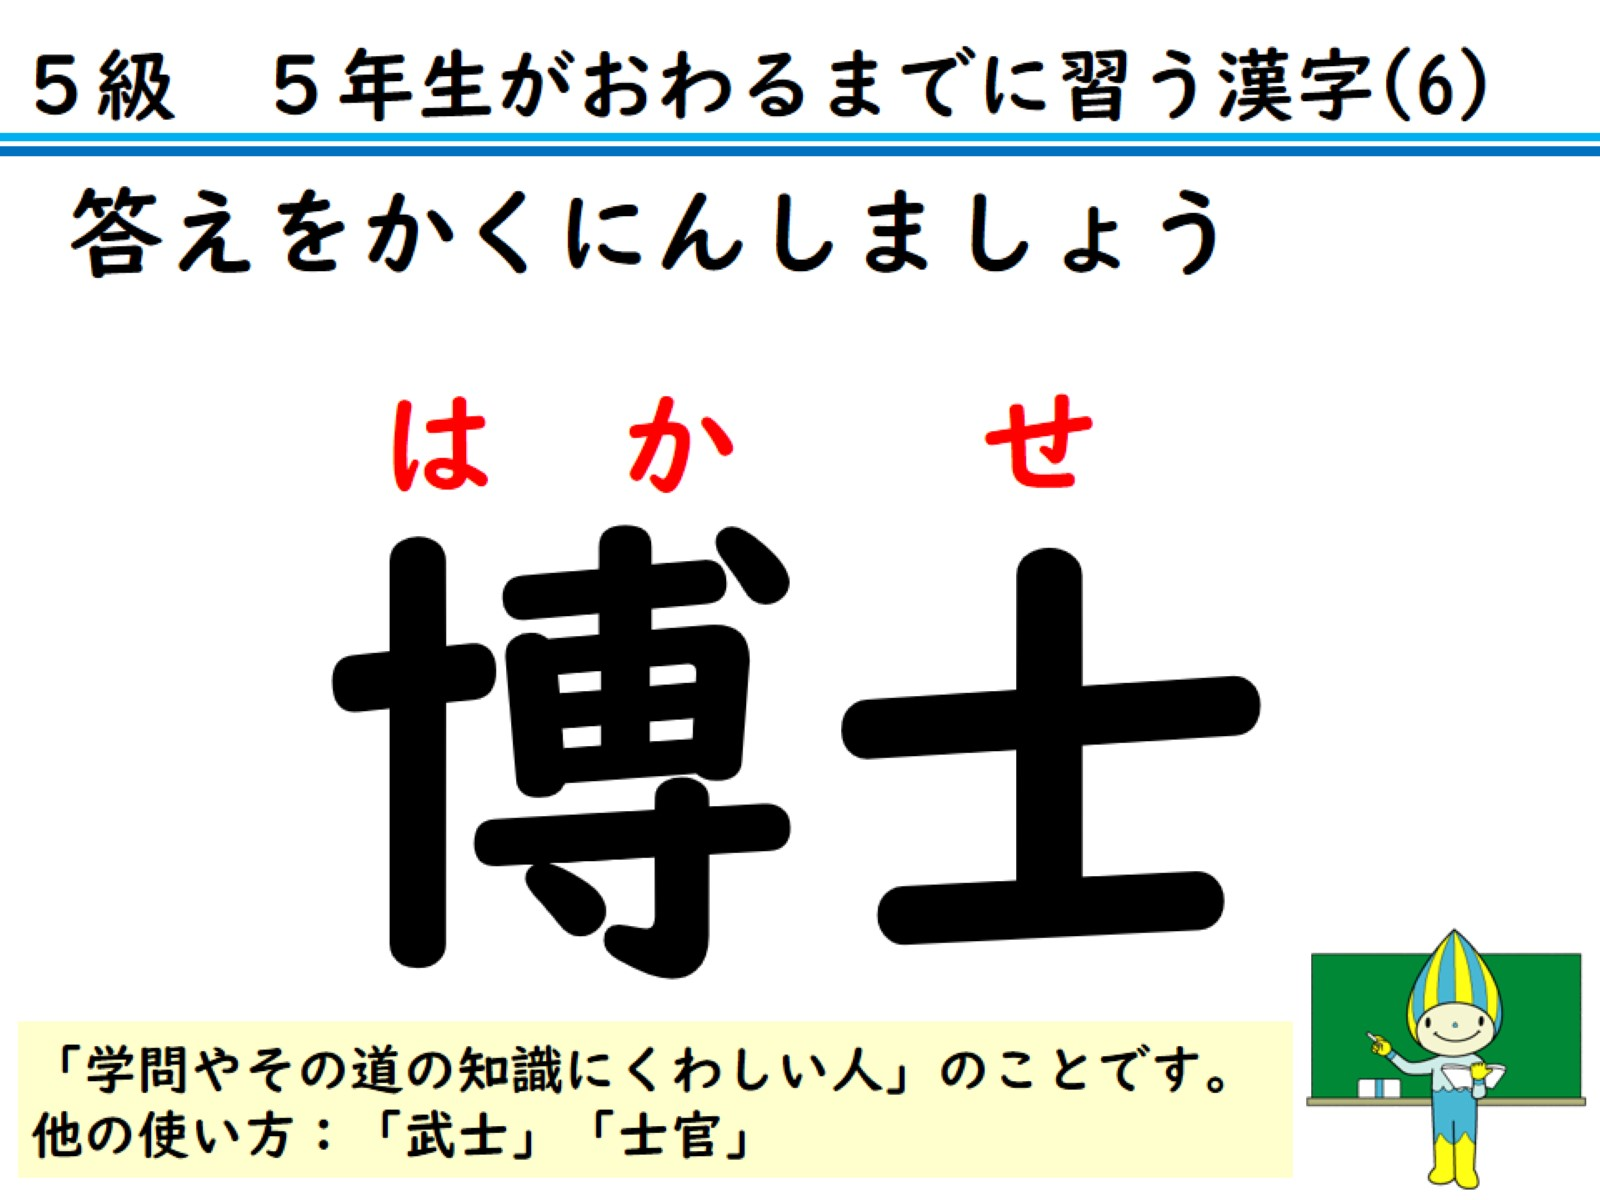 ５級　５年生がおわるまでに習う漢字(6)
答えをかくにんしましょう
はかせ
博士
「学問やその道の知識にくわしい人」のことです。
他の使い方：「武士」「士官」